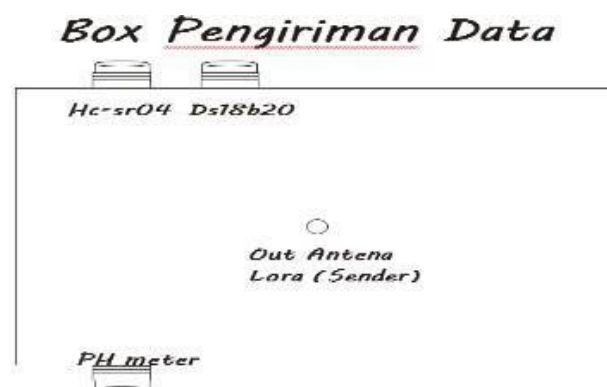 Box Pengiriman Data
Hc-sr04 Ds18b20
Out Antena
Lora (Sender)
PH meter